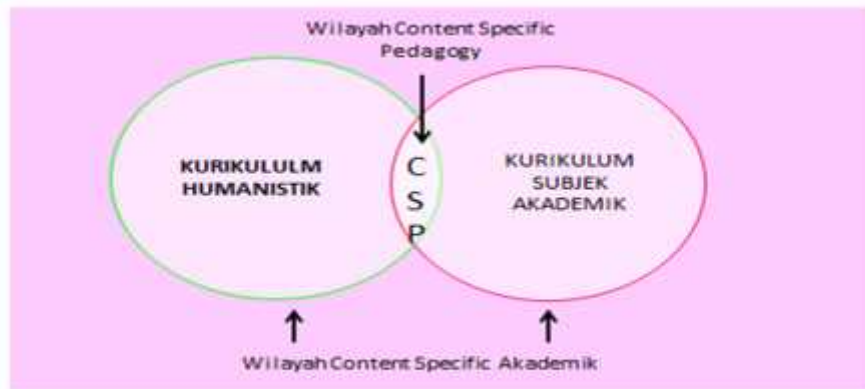 Wilayah Content Specific
Pedagogy
KURIKULULM
HUMANISTIK
C
S
P
KURIKULUM
SUBJEK
AKADEMIK
Wilayah Content Specific Akademik